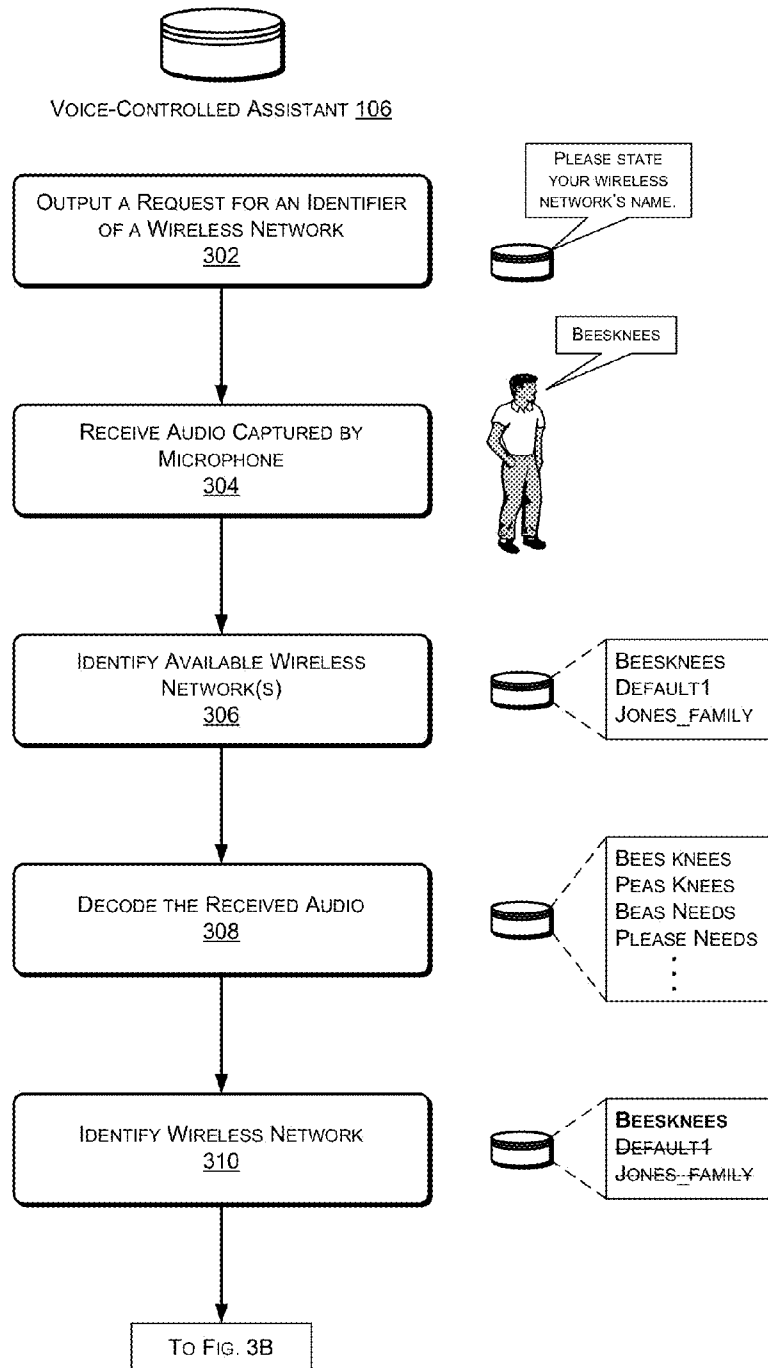 VOICE-CONTROLLED ASSISTANT 106
OUTPUT A REQUEST FOR AN IDENTIFIER
OF A WIRELESS NETWORK
302
PLEASE STATE
YOUR WIRELESS
NETWORK'S NAME.
BEESKNEES
RECEIVE AUDIO CAPTURED BY
MICROPHONE
304
IDENTIFY AVAILABLE WIRELESS
NETWORK(S)
306
BEESKNEES
DEFAULT1
JONES_FAMILY
DECODE THE RECEIVED AUDIO
308
BEES KNEES
PEAS KNEES
BEAS NEEDS
PLEASE NEEDS
IDENTIFY WIRELESS NETWORK
310
BEESKNEES
DEFAULT1
JONES_FAMILY
TO FIG. 3B